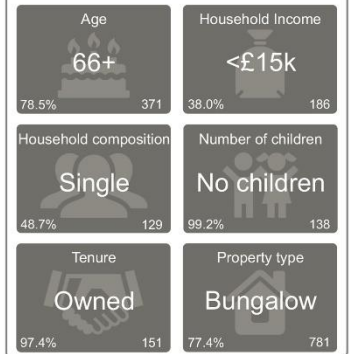 Age
66+
78.5% 371
Household Income
<£15k
38.0% 186
Household composition
Single
48.7% 129
Number of children
No children
99.2% 138
Tenure
Owned
97.4% 151
Property type
Bungalow
77.4% 781